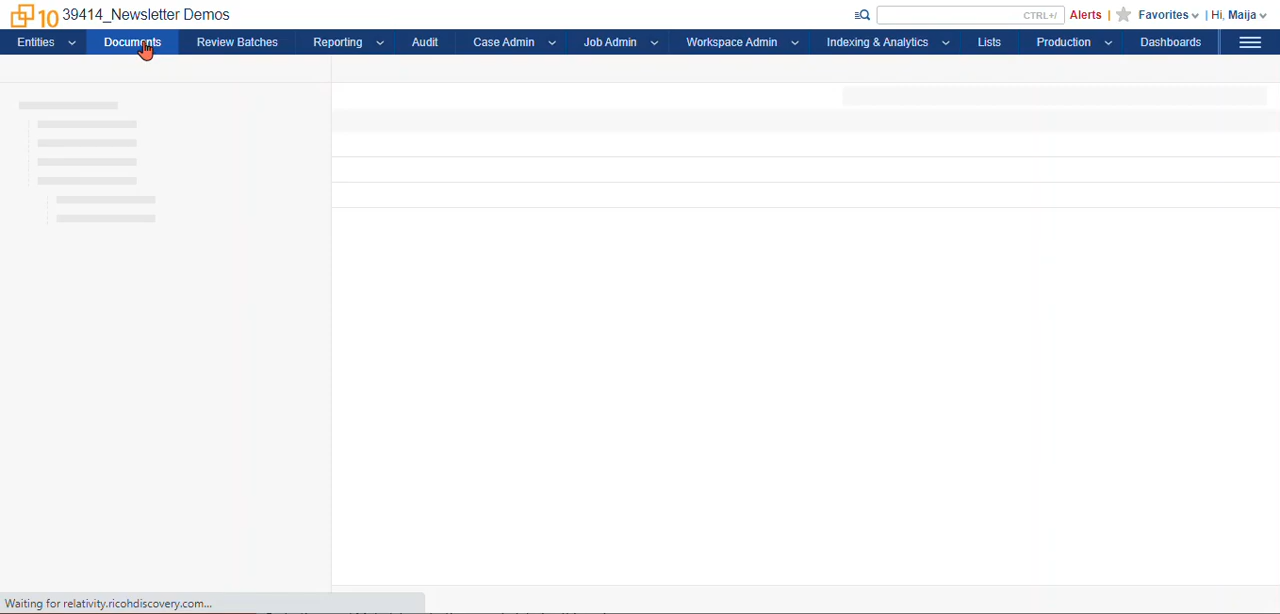 10 39414_Newsletter Demos CTRL+/ Alerts | Favorites | Hi, Maija
Entities Documents Review Batches Reporting Audit Case Admin Job Admin Workspace Admin Indexing & Analytics Lists Production Dashboards
Waiting for relativity.ricohdiscovery.com...